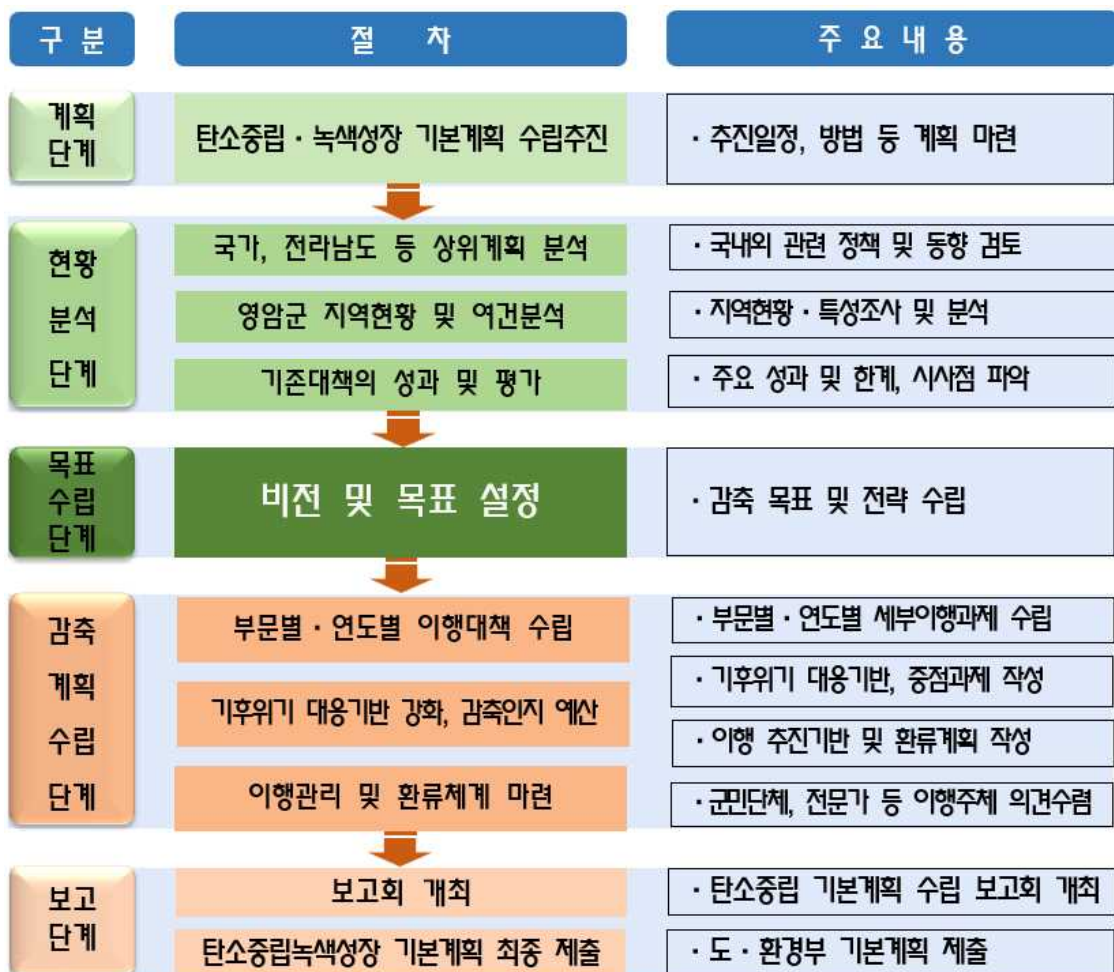 구 분
절 차
주 요 내 용
계획
단계
탄소중립 · 녹색성장 기본계획 수립추진
· 추진일정, 방법 등 계획 마련
현황
분석
단계
국가, 전라남도 등 상위계획 분석
· 국내외 관련 정책 및 동향 검토
영암군 지역현황 및 여건분석
· 지역현황 · 특성조사 및 분석
기존대책의 성과 및 평가
· 주요 성과 및 한계, 시사점 파악
목표
수립
단계
비전 및 목표 설정
· 감축 목표 및 전략 수립
감축
계획
수립
단계
부문별 · 연도별 이행대책 수립
· 부문별 · 연도별 세부이행과제 수립
기후위기 대응기반 강화, 감축인지 예산
· 기후위기 대응기반, 중점과제 작성
· 이행 추진기반 및 환류계획 작성
이행관리 및 환류체계 마련
· 군민단체, 전문가 등 이행주체 의견수렴
보고
단계
보고회 개최
· 탄소중립 기본계획 수립 보고회 개최
탄소중립녹색성장 기본계획 최종 제출
· 도 · 환경부 기본계획 제출